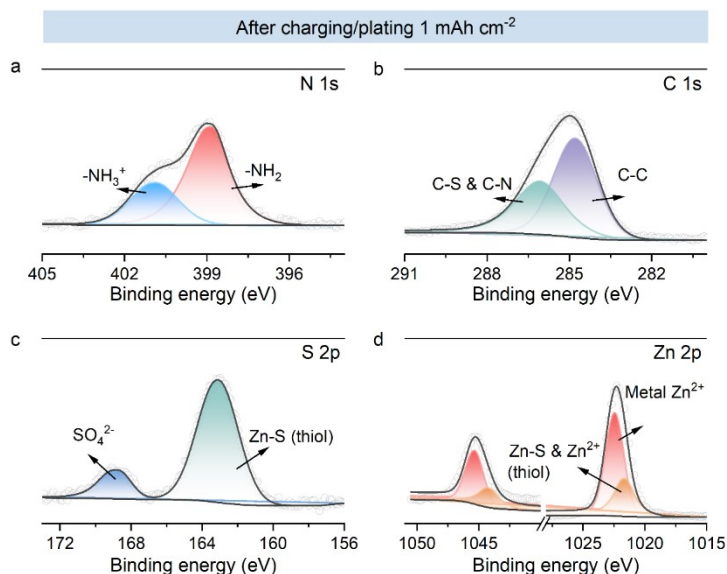 After charging/plating 1 mAh cm⁻²
a
N 1s
-NH₃⁺
-NH₂
405 402 399 396
Binding energy (eV)
b
C 1s
C-S & C-N
C-C
291 288 285 282
Binding energy (eV)
c
S 2p
SO₄²⁻
Zn-S (thiol)
172 168 164 160 156
Binding energy (eV)
d
Zn 2p
Metal Zn²⁺
Zn-S & Zn²⁺
(thiol)
1050 1045 1025 1020 1015
Binding energy (eV)